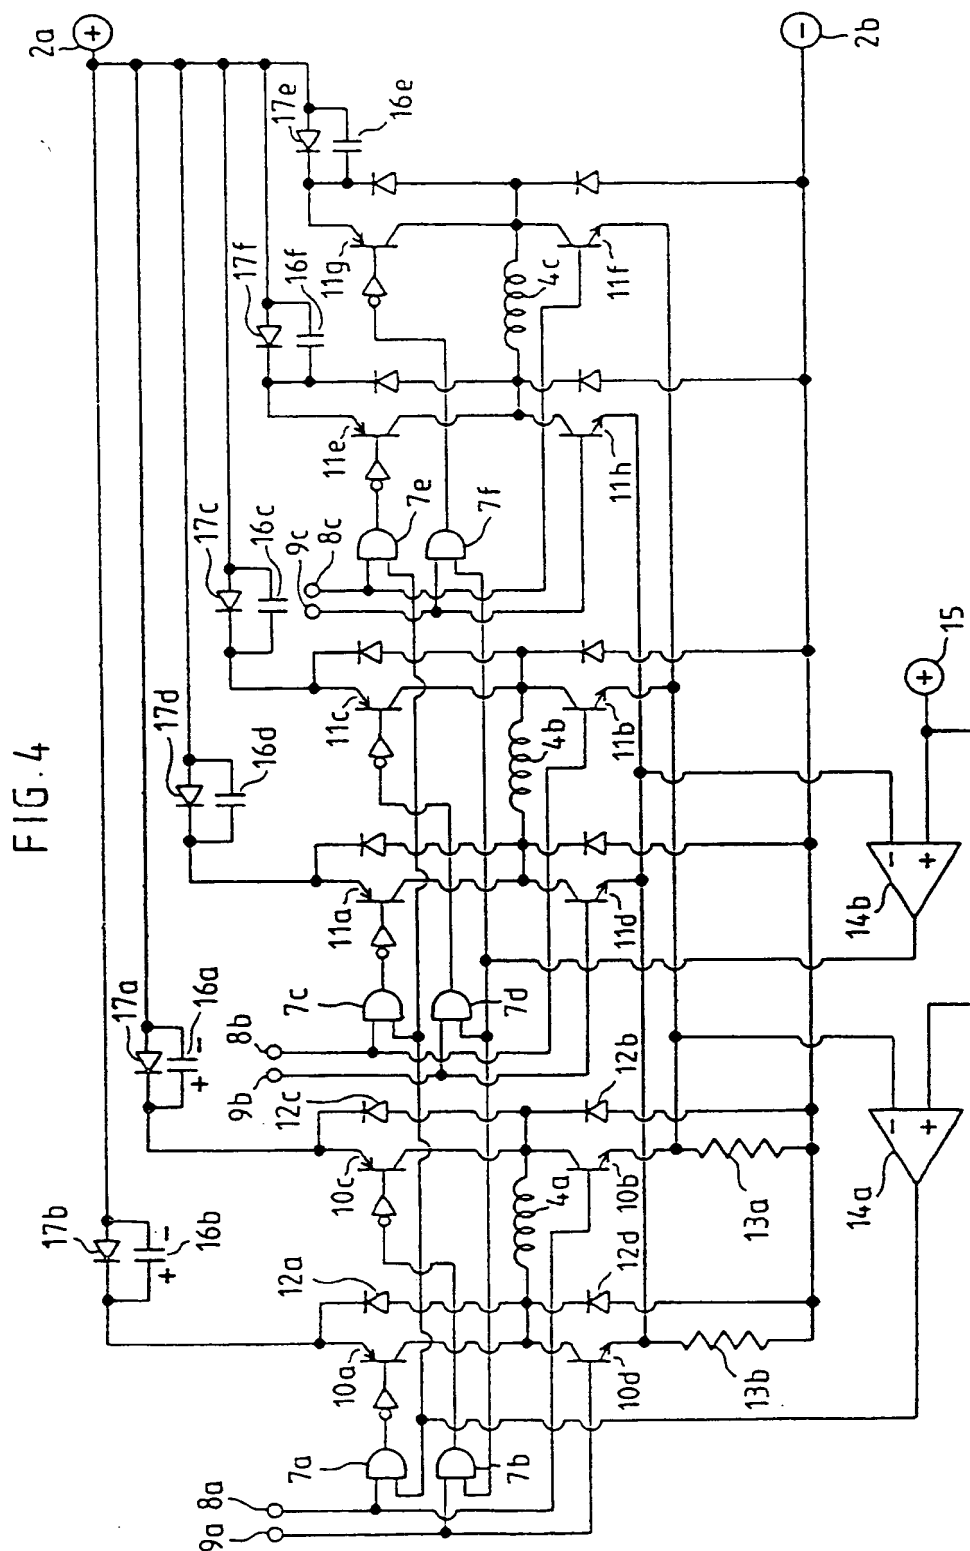 FIG. 4
2a
+
17e
16e
17f
16f
11g
4c
11f
11e
11h
7e
7f
17c
16c
9c
8c
17d
16d
11c
4b
11b
11a
11d
7c
7d
8b
9b
17a
16a
+
-
17b
16b
+
-
12c
12b
10c
4a
10b
12a
12d
10a
10d
7a
7b
8a
9a
13a
13b
14a
-
+
14b
-
+
15
+
2b
-